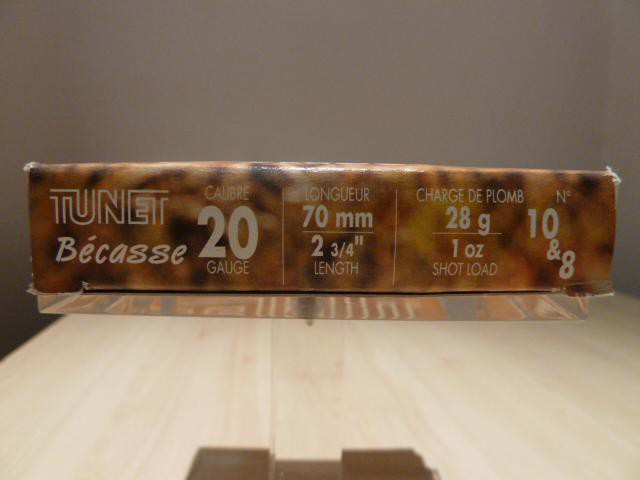 TUNET
Bécasse
CALIBRE
20
GAUGE
LONGUEUR
70 mm
2 3/4"
LENGTH
CHARGE DE PLOMB
28 g
1 oz
SHOT LOAD
N°
10
&
8